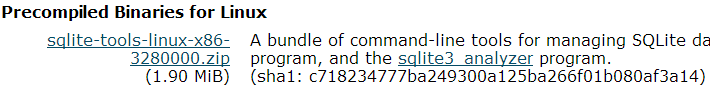 Precompiled Binaries for Linux
sqlite-tools-linux-x86- A bundle of command-line tools for managing SQLite da
3280000.zip program, and the sqlite3_analyzer program.
(1.90 MiB) (sha1: c718234777ba249300a125ba266f01b080af3a14)